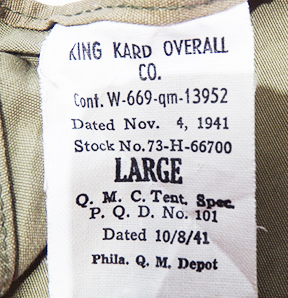 KING KARD OVERALL
CO.
Cont. W-669-qm-13952
Dated Nov. 4, 1941
Stock No.73-H-66700
LARGE
Q. M. C. Tent. Spec.
P. Q. D. No. 101
Dated 10/8/41
Phila. Q. M. Depot